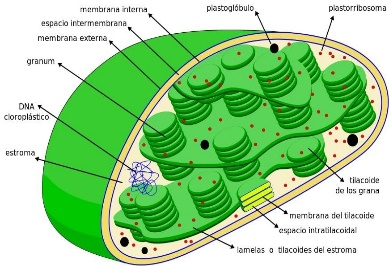 membrana interna
espacio intermembrana
membrana externa
granum
DNA
cloroplástico
estroma
plastoglóbulo
plastorribosoma
tilacoide
de los grana
membrana del tilacoide
espacio intratilacoidal
lamelas o tilacoides del estroma